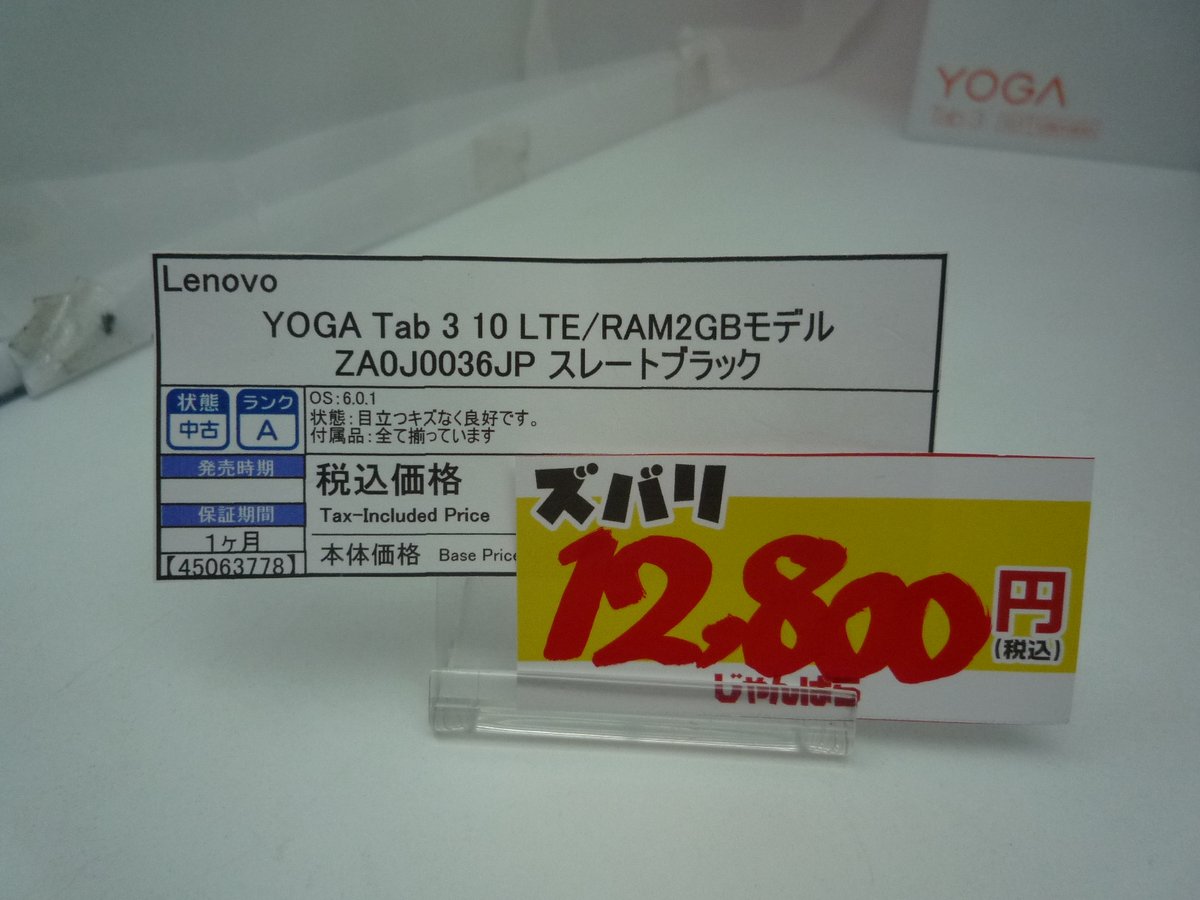 YOGA
Lenovo
YOGA Tab 3 10 LTE/RAM2GBモデル
ZA0J0036JP スレートブラック
状態
中古
ランク
A
OS:6.0.1
状態:目立つキズなく良好です。
付属品:全て揃っています
発売時期
保証期間
1ヶ月
【45063778】
税込価格
Tax-Included Price
本体価格 Base Price
ズバリ
12,800円
(税込)
じゃんぱら